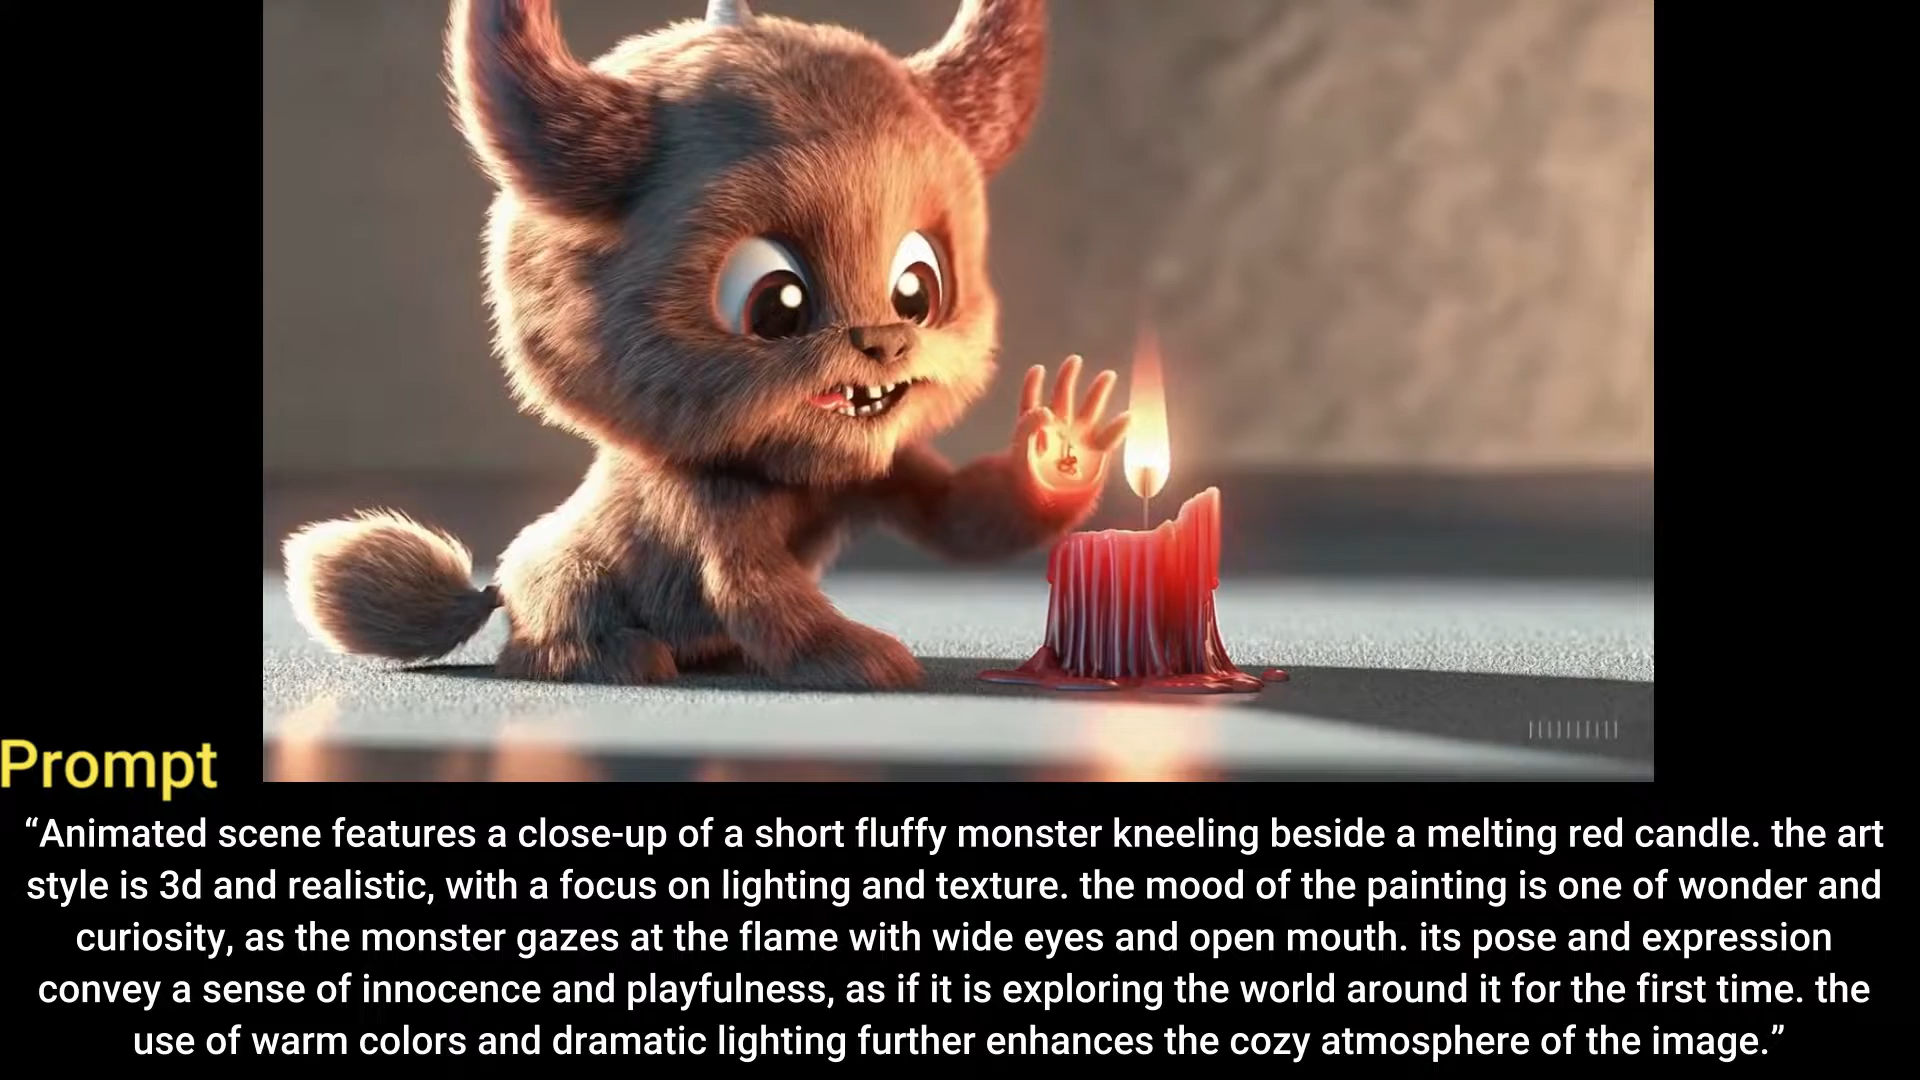 Prompt
“Animated scene features a close-up of a short fluffy monster kneeling beside a melting red candle. the art
style is 3d and realistic, with a focus on lighting and texture. the mood of the painting is one of wonder and
curiosity, as the monster gazes at the flame with wide eyes and open mouth. its pose and expression
convey a sense of innocence and playfulness, as if it is exploring the world around it for the first time. the
use of warm colors and dramatic lighting further enhances the cozy atmosphere of the image.”